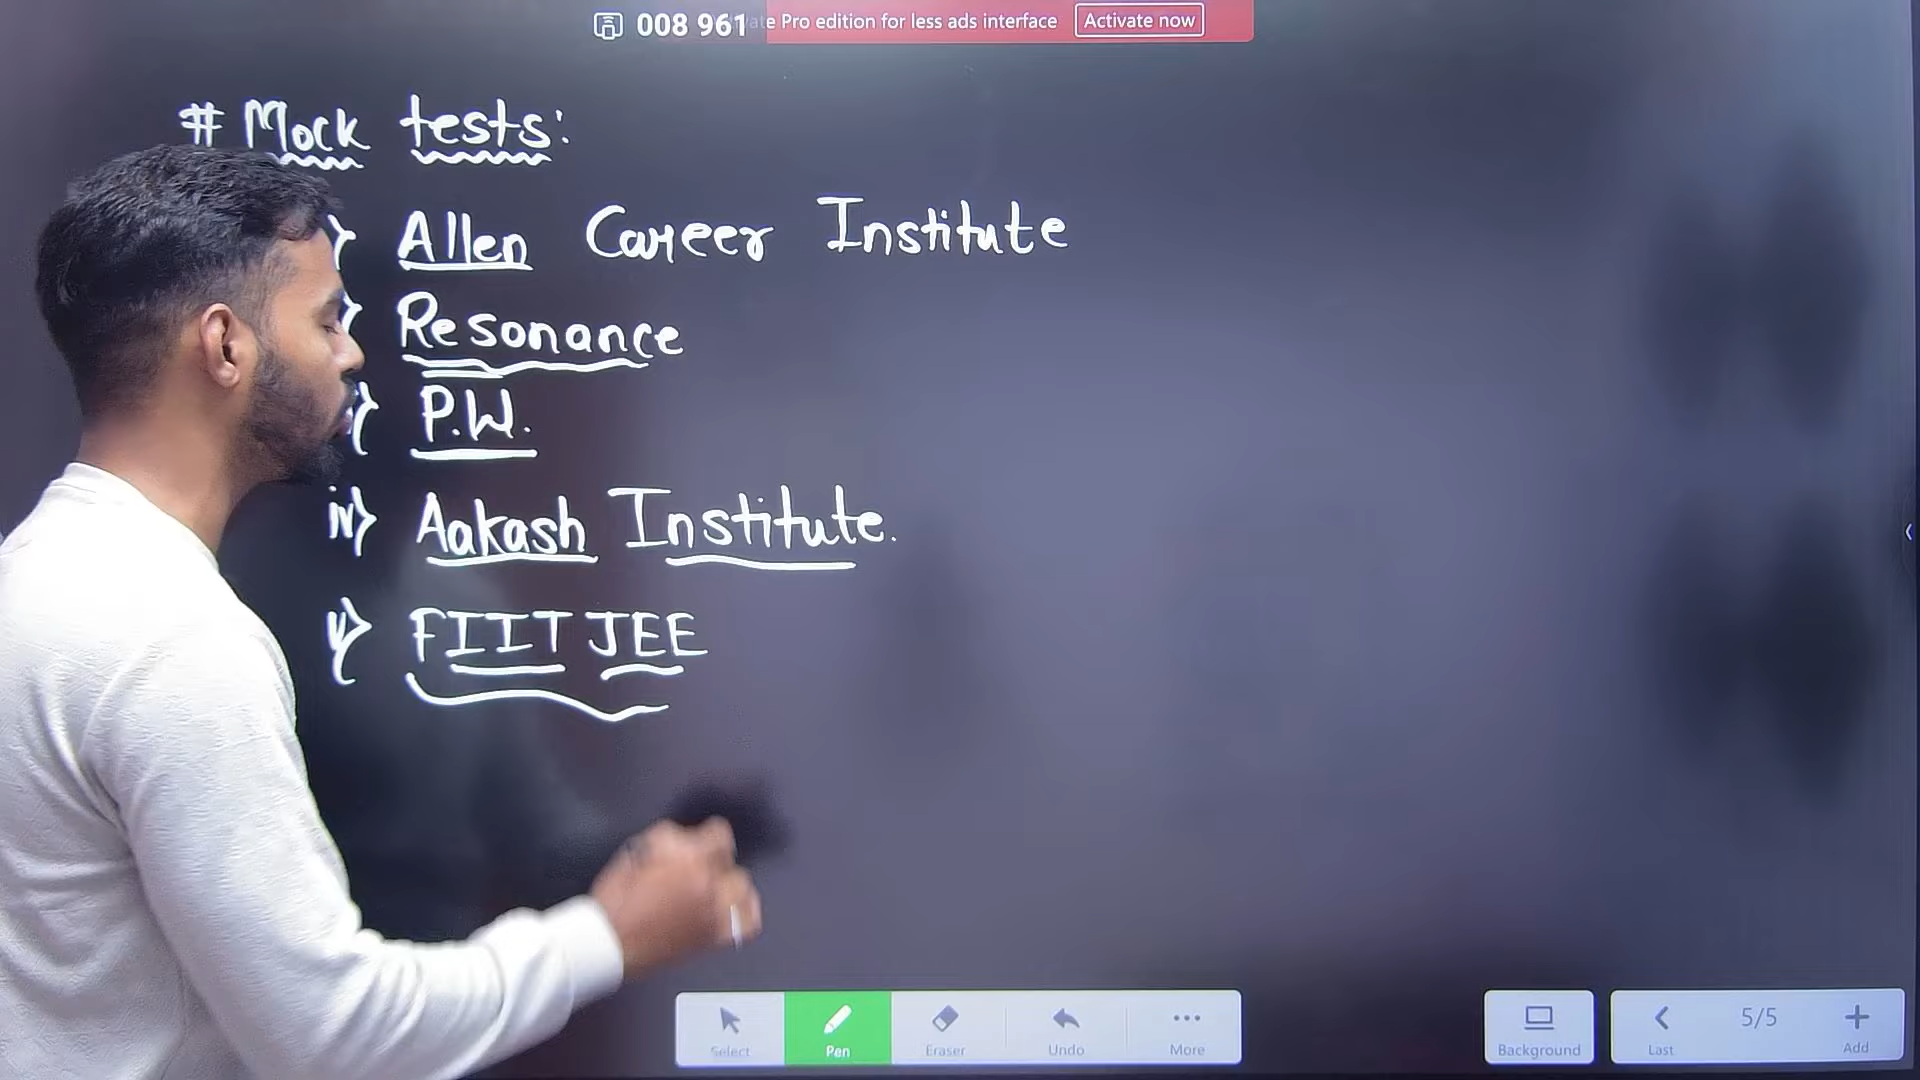 008 961
e Pro edition for less ads interface Activate now
# Mock tests:
Allen Career Institute
Resonance
P.W.
iv) Aakash Institute.
v) FIITJEE
Select Pen Eraser Undo More
Background
Last 5/5 Add